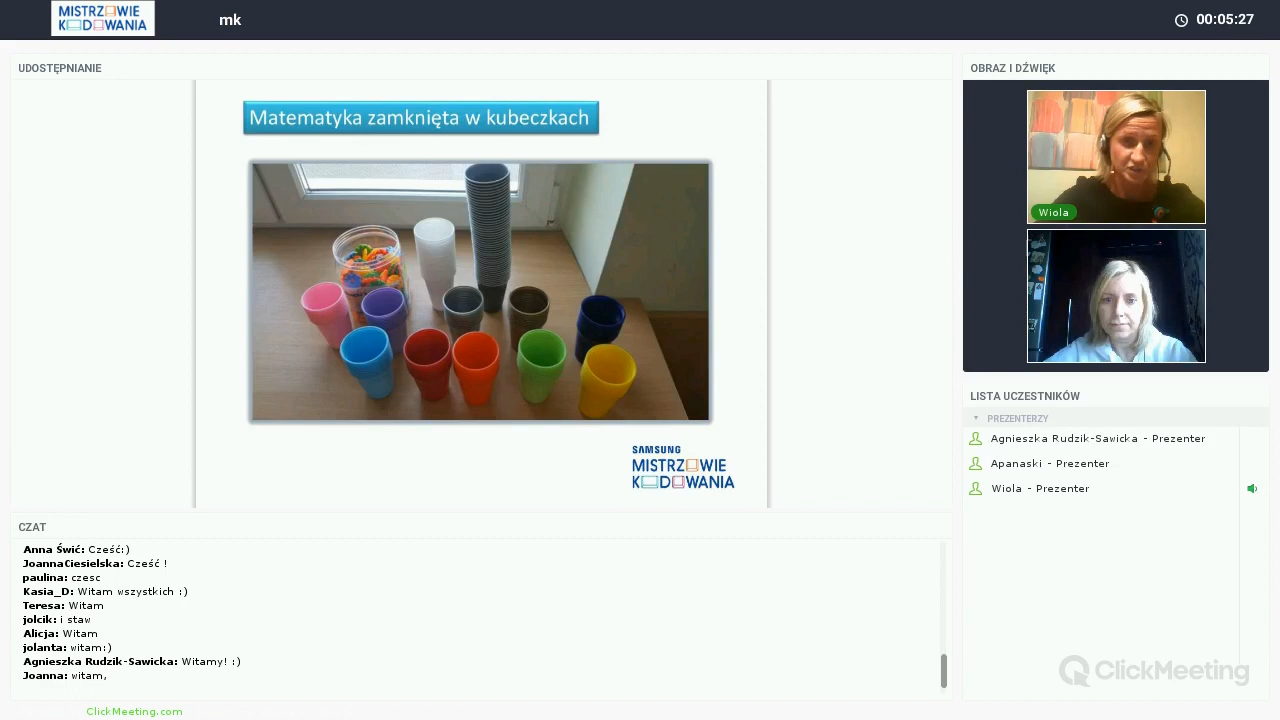 MISTRZOWIE
KODOWANIA
mk
00:05:27
UDOSTĘPNIANIE
OBRAZ I DŹWIĘK
Matematyka zamknięta w kubeczkach
Wiola
SAMSUNG
MISTRZOWIE
KODOWANIA
LISTA UCZESTNIKÓW
PREZENTERZY
Agnieszka Rudzik-Sawicka - Prezenter
Apanaski - Prezenter
Wiola - Prezenter
CZAT
Anna Świć: Cześć:)
JoannaCiesielska: Cześć !
paulina: czesc
Kasia_D: Witam wszystkich :)
Teresa: Witam
jolcik: i staw
Alicja: Witam
jolanta: witam:)
Agnieszka Rudzik-Sawicka: Witamy! :)
Joanna: witam,
ClickMeeting
ClickMeeting.com